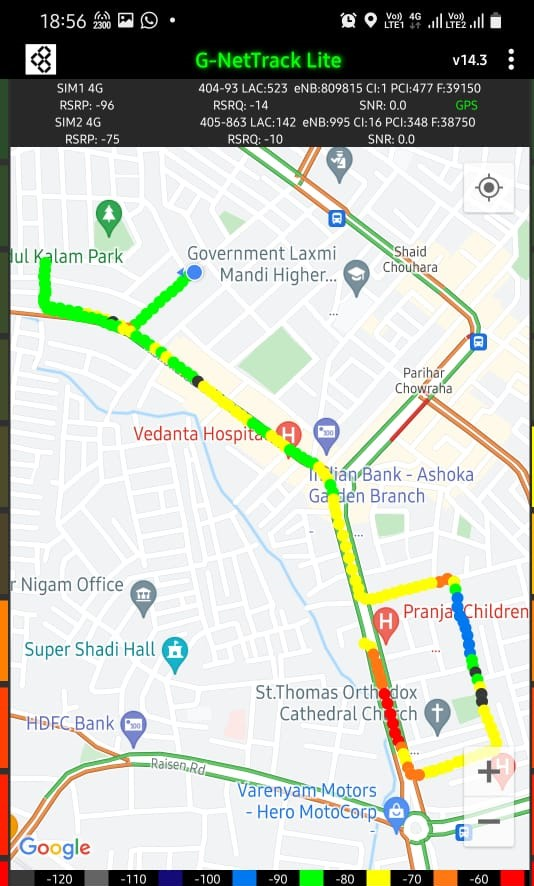 18:56 2300 Vo)) LTE1 4G Vo)) LTE2
G-NetTrack Lite v14.3
SIM1 4G 404-93 LAC:523 eNB:809815 CI:1 PCI:477 F:39150
RSRP: -96 RSRQ: -14 SNR: 0.0 GPS
SIM2 4G 405-863 LAC:142 eNB:995 CI:16 PCI:348 F:38750
RSRP: -75 RSRQ: -10 SNR: 0.0
dul Kalam Park
Government Laxmi
Mandi Higher...
Shaid
Chouhara
...
Parihar
Chowraha
Vedanta Hospita
Indian Bank - Ashoka
Garden Branch
r Nigam Office
Pranja Children
...
Super Shadi Hall
St.Thomas Orthodox
Cathedral Church
HDFC Bank
Raisen Rd
Varenyam Motors
- Hero MotoCorp
+
−
Google
-120 -110 -100 -90 -80 -70 -60